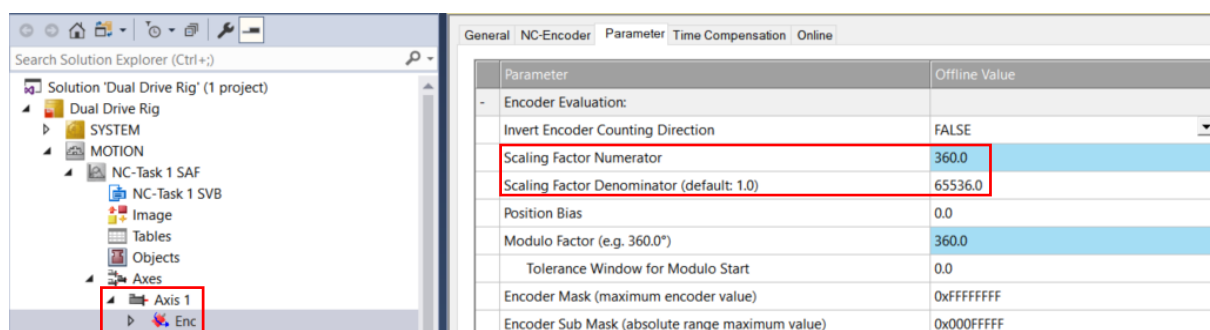 General NC-Encoder Parameter Time Compensation Online
Search Solution Explorer (Ctrl+;)
Solution 'Dual Drive Rig' (1 project)
Dual Drive Rig
SYSTEM
MOTION
NC-Task 1 SAF
NC-Task 1 SVB
Image
Tables
Objects
Axes
Axis 1
Enc
Parameter Offline Value
- Encoder Evaluation:
Invert Encoder Counting Direction FALSE
Scaling Factor Numerator 360.0
Scaling Factor Denominator (default: 1.0) 65536.0
Position Bias 0.0
Modulo Factor (e.g. 360.0°) 360.0
Tolerance Window for Modulo Start 0.0
Encoder Mask (maximum encoder value) 0xFFFFFFFF
Encoder Sub Mask (absolute range maximum value) 0x000FFFFF